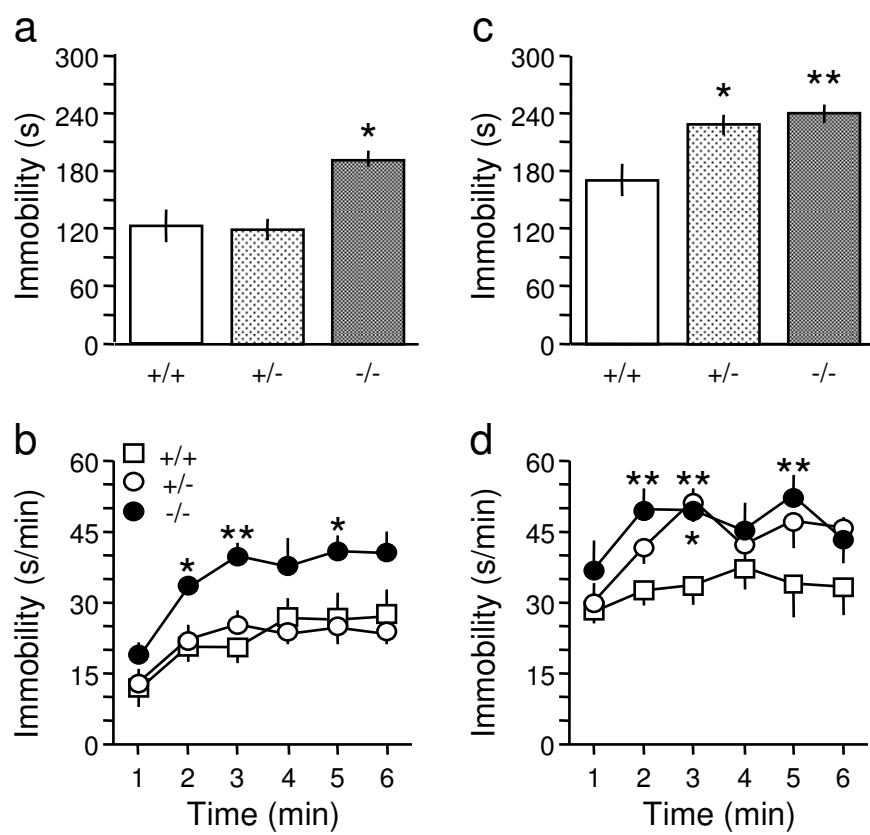 a
Immobility (s)
300
240
180
120
60
0
*
+/+
+/-
-/-
c
Immobility (s)
300
240
180
120
60
0
*
**
+/+
+/-
-/-
b
Immobility (s/min)
60
45
30
15
0
+/+
+/-
-/-
*
**
*
1 2 3 4 5 6
Time (min)
d
Immobility (s/min)
60
45
30
15
0
** ** **
*
1 2 3 4 5 6
Time (min)